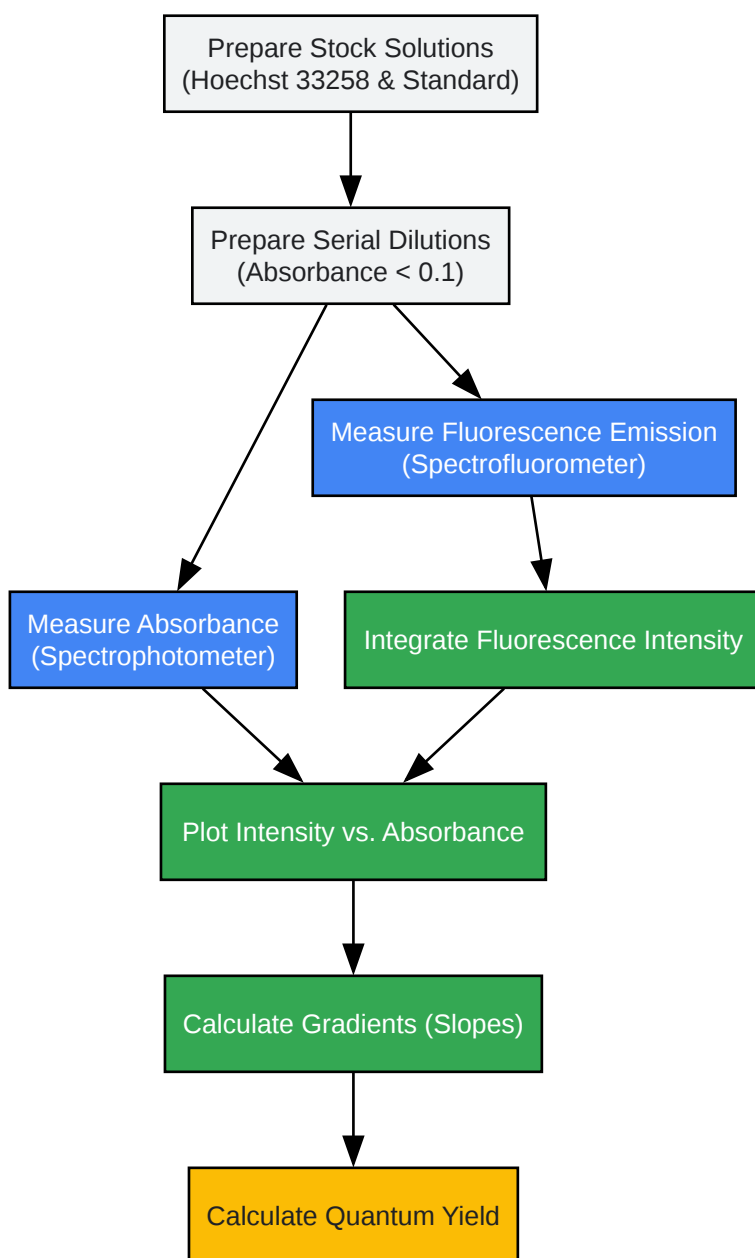 Prepare Stock Solutions
(Hoechst 33258 & Standard)
Prepare Serial Dilutions
(Absorbance < 0.1)
Measure Fluorescence Emission
(Spectrofluorometer)
Measure Absorbance
(Spectrophotometer)
Integrate Fluorescence Intensity
Plot Intensity vs. Absorbance
Calculate Gradients (Slopes)
Calculate Quantum Yield